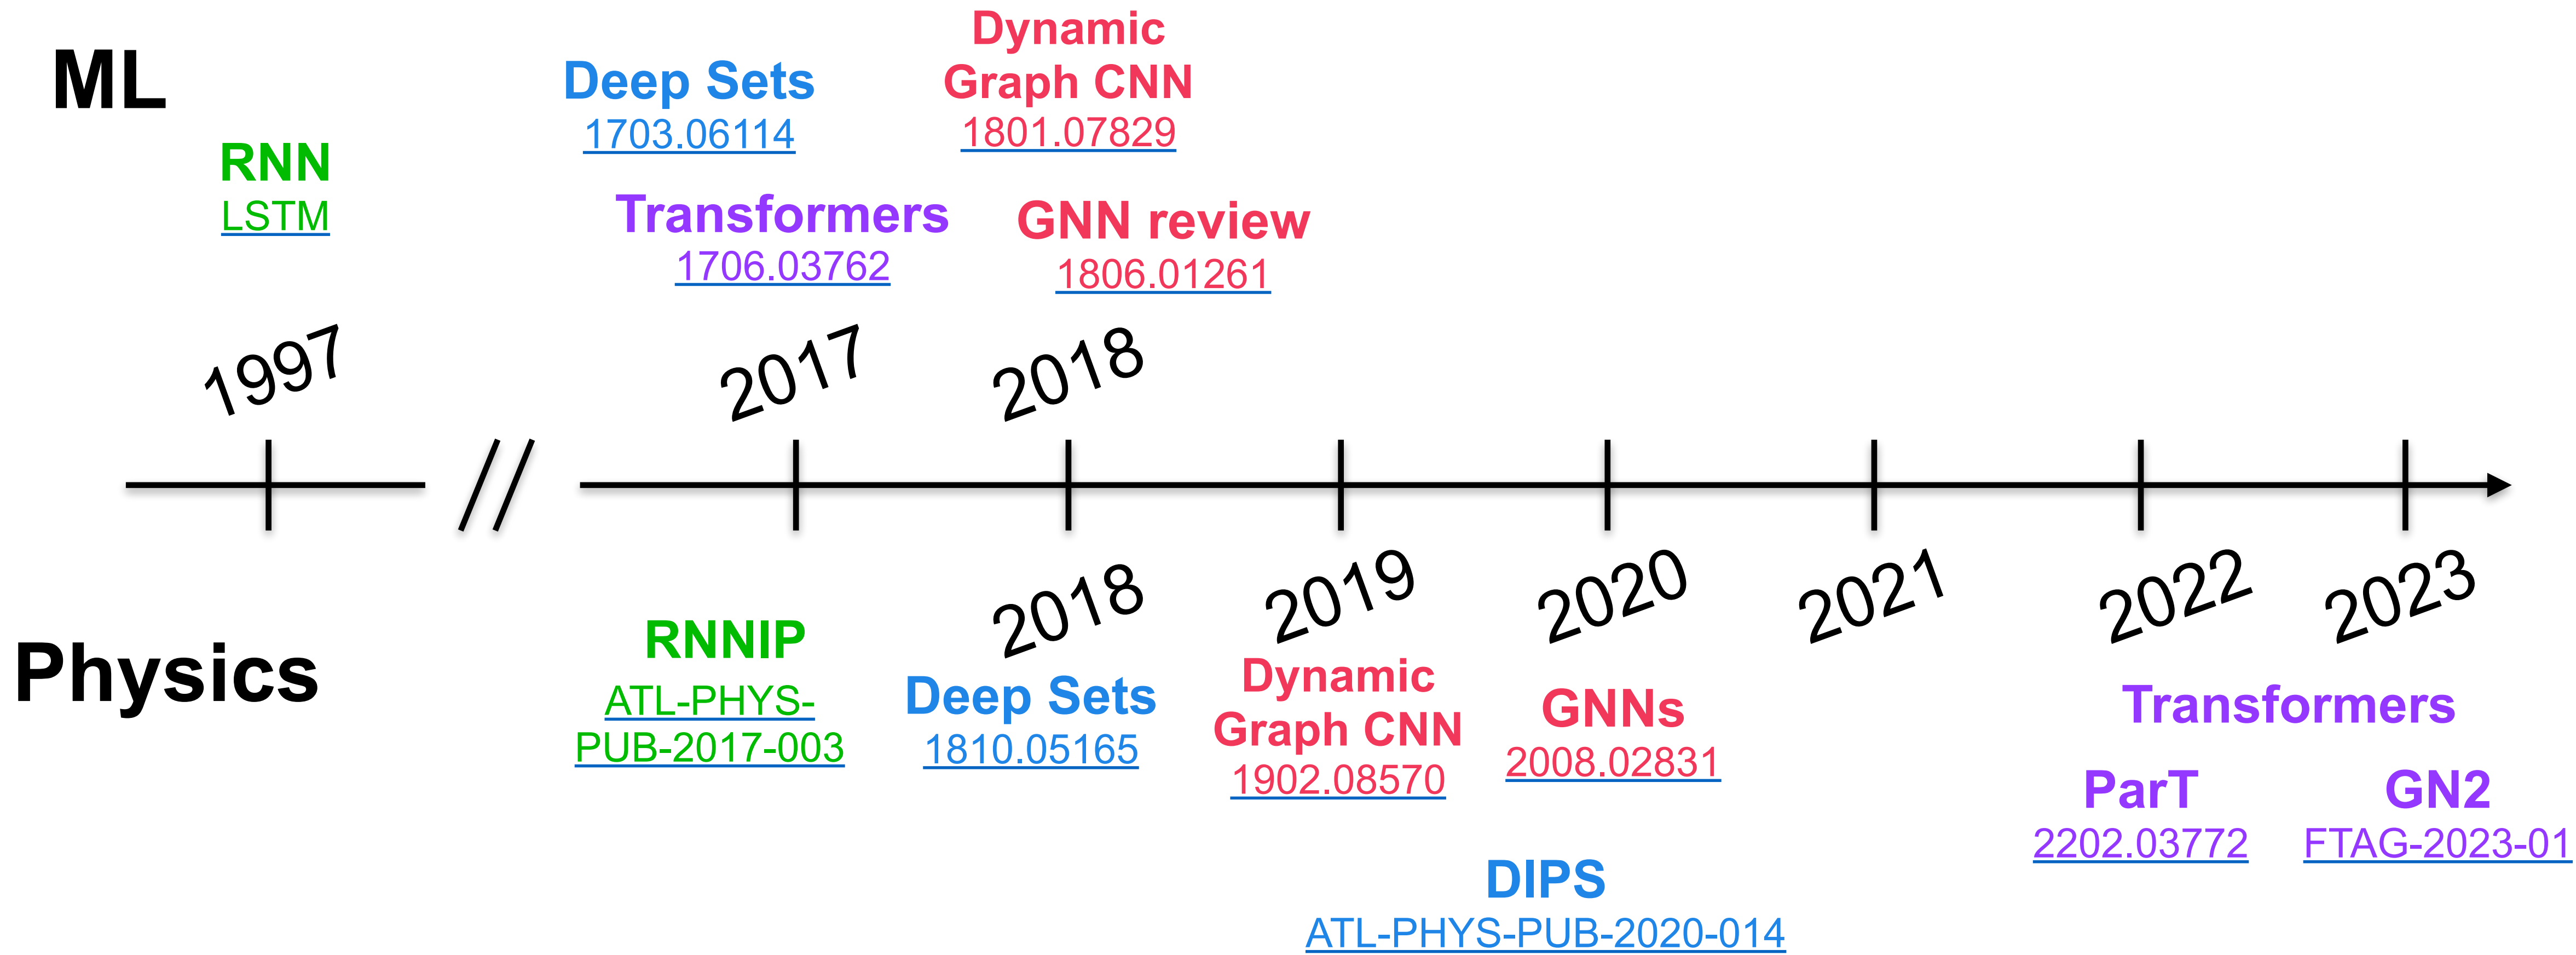 ML
RNN
LSTM
Deep Sets
1703.06114
Transformers
1706.03762
Dynamic
Graph CNN
1801.07829
GNN review
1806.01261
1997
2017
2018
2018
2019
2020
2021
2022
2023
Physics
RNNIP
ATL-PHYS-
PUB-2017-003
Deep Sets
1810.05165
Dynamic
Graph CNN
1902.08570
GNNs
2008.02831
DIPS
ATL-PHYS-PUB-2020-014
Transformers
ParT
2202.03772
GN2
FTAG-2023-01